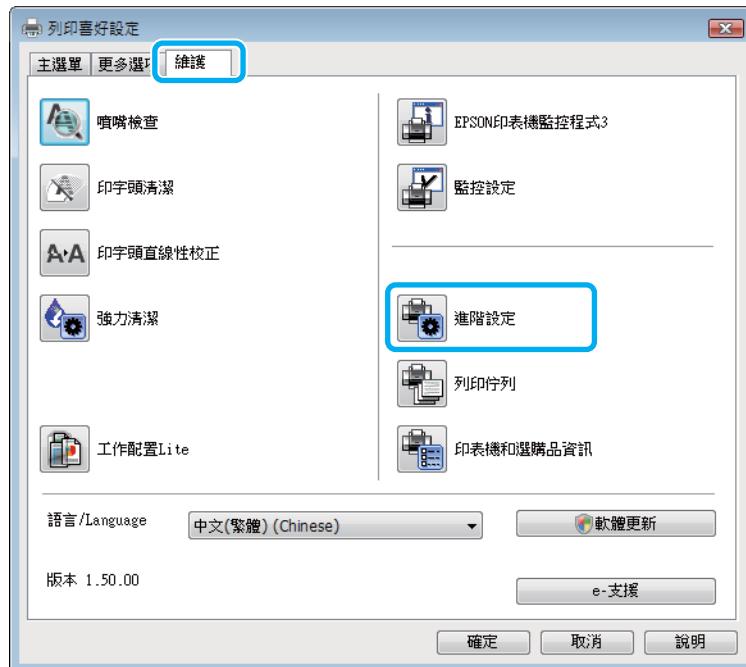 列印喜好設定
主選單 更多選項 維護
噴嘴檢查
EPSON印表機監控程式3
印字頭清潔
監控設定
A▸A 印字頭直線性校正
強力清潔
進階設定
列印佇列
工作配置Lite
印表機和選購品資訊
語言/Language 中文(繁體) (Chinese) 軟體更新
版本 1.50.00
e-支援
確定 取消 說明